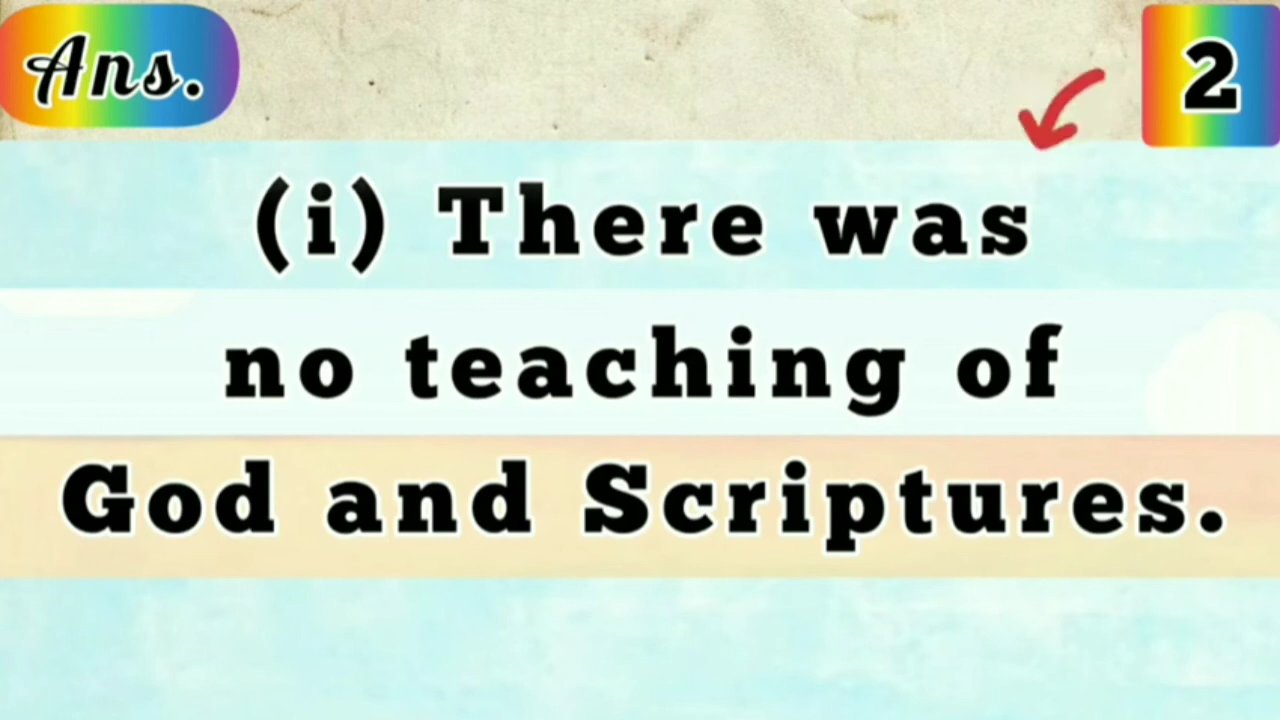 Ans.
2
(i) There was
no teaching of
God and Scriptures.